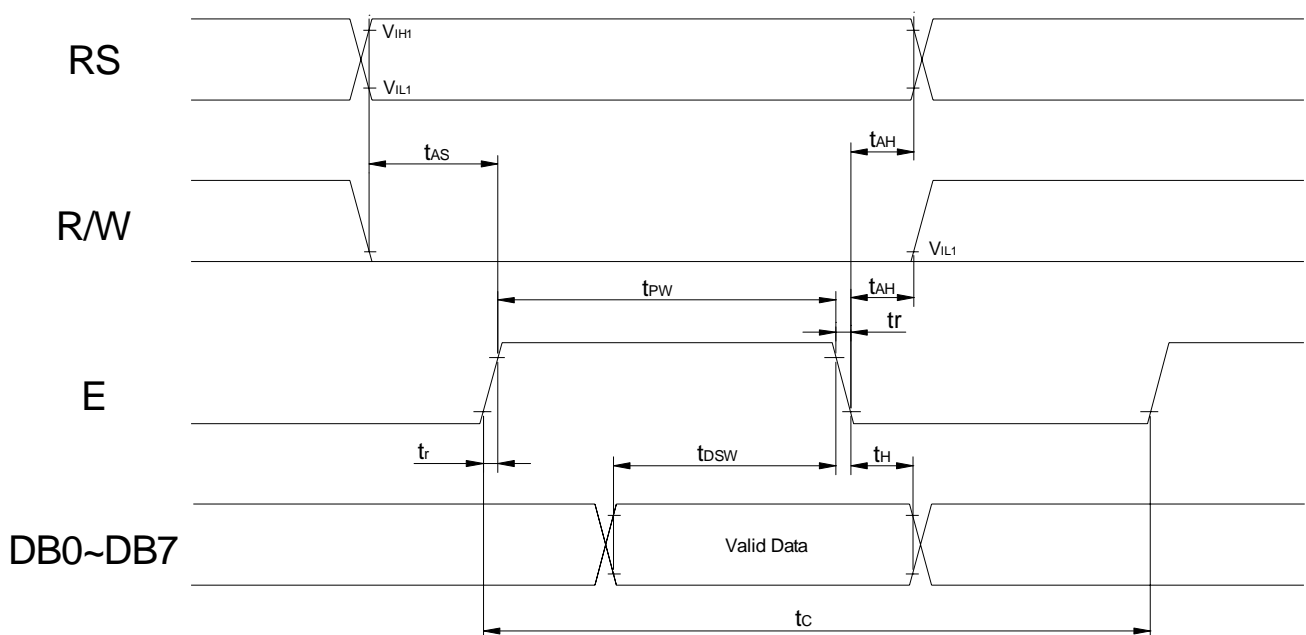 RS
VIH1
VIL1
tAS
tAH
R/W
VIL1
tPW
tAH
tr
E
tr
tDSW
tH
DB0~DB7
Valid Data
tC